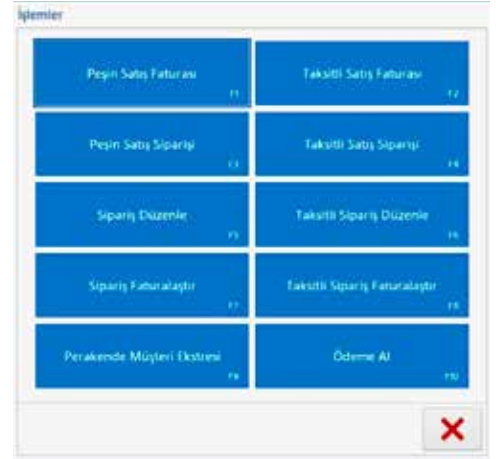 İşlemler
Peşin Satış Faturası
F1
Taksitli Satış Faturası
F2
Peşin Satış Siparişi
F3
Taksitli Satış Siparişi
F4
Sipariş Düzenle
F5
Taksitli Sipariş Düzenle
F6
Sipariş Faturalaştır
F7
Taksitli Sipariş Faturalaştır
F8
Perakende Müşteri Ekstresi
F9
Ödeme Al
F10